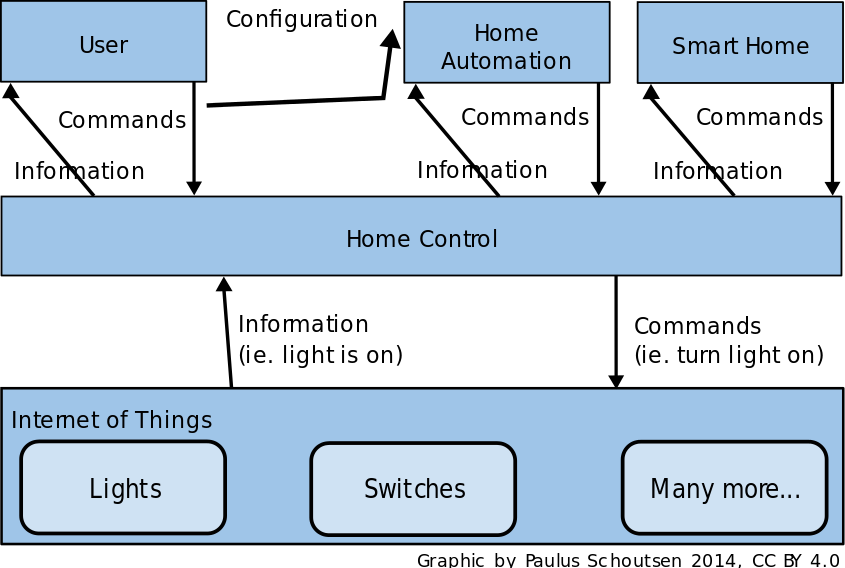 User
Configuration
Home
Automation
Smart Home
Commands
Commands
Commands
Information
Information
Information
Home Control
Information
(ie. light is on)
Commands
(ie. turn light on)
Internet of Things
Lights
Switches
Many more...
Graphic by Paulus Schoutsen 2014, CC BY 4.0